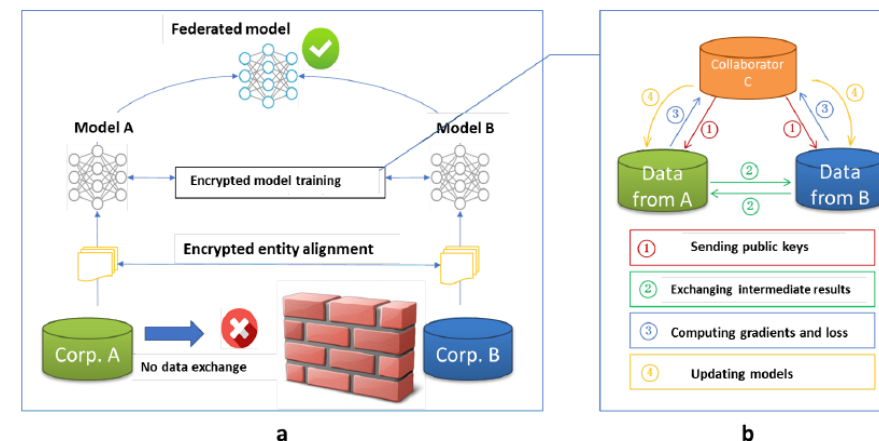 Federated model
Model A
Model B
Encrypted model training
Encrypted entity alignment
Corp. A
No data exchange
Corp. B
a
Collaborator
C
4
3
1
1
3
4
Data
from A
2
2
Data
from B
1 Sending public keys
2 Exchanging intermediate results
3 Computing gradients and loss
4 Updating models
b